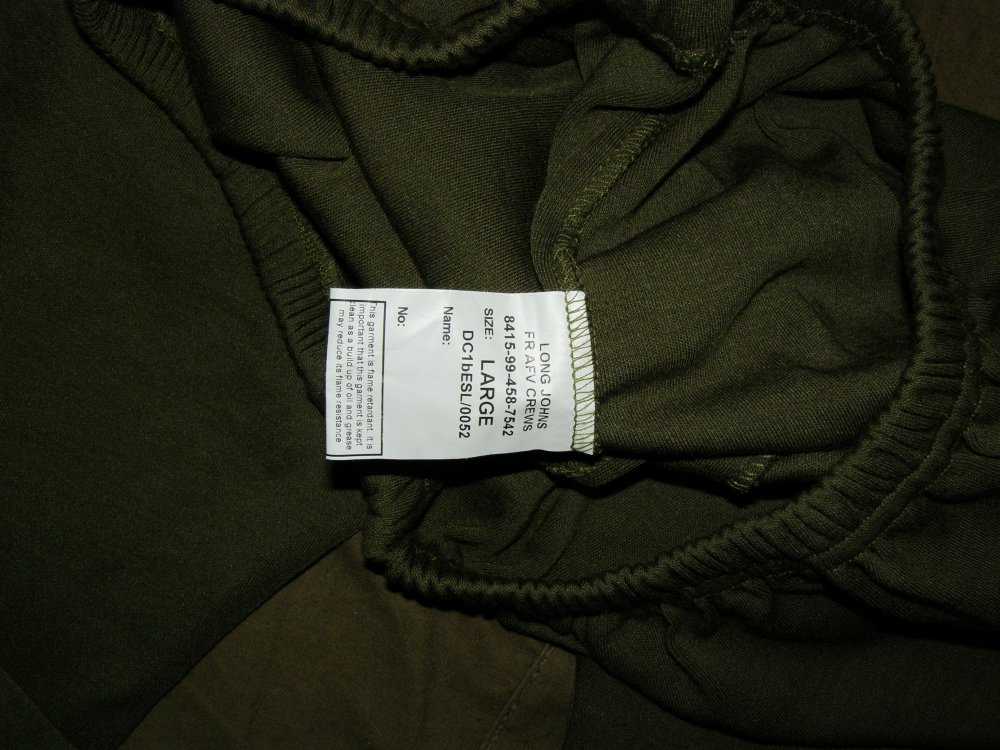 LONG JOHNS
FR AFV CREWS
8415-99-458-7542
SIZE: LARGE
DC1bESL/0052
Name:
No:
This garment is flame retardant. It is
important that this garment is kept
clean as a build up of oil and grease
may reduce its flame resistance